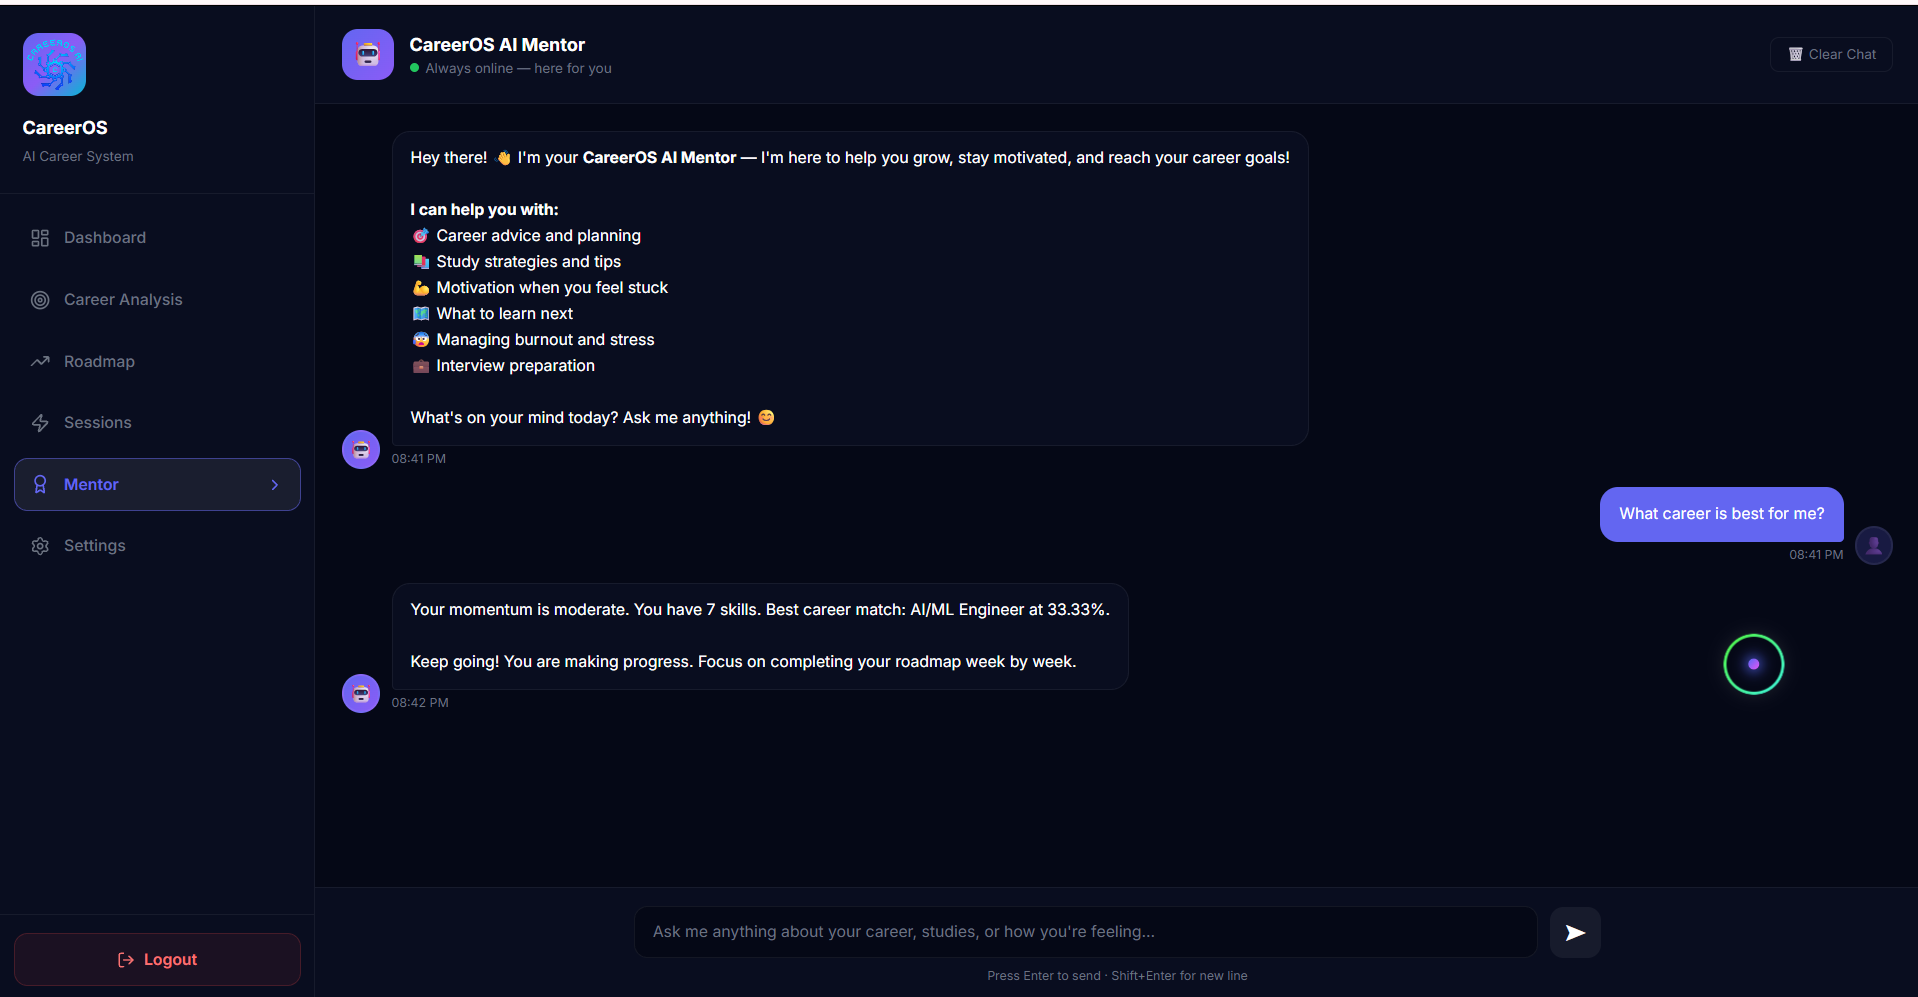 CAREEROS AI
CareerOS
AI Career System
Dashboard
Career Analysis
Roadmap
Sessions
Mentor
Settings
Logout
CareerOS AI Mentor
Always online — here for you
Clear Chat
Hey there! 👋 I'm your CareerOS AI Mentor — I'm here to help you grow, stay motivated, and reach your career goals!
I can help you with:
🎯 Career advice and planning
📚 Study strategies and tips
💪 Motivation when you feel stuck
🗺️ What to learn next
😰 Managing burnout and stress
💼 Interview preparation
What's on your mind today? Ask me anything! 😊
08:41 PM
What career is best for me?
08:41 PM
Your momentum is moderate. You have 7 skills. Best career match: AI/ML Engineer at 33.33%.
Keep going! You are making progress. Focus on completing your roadmap week by week.
08:42 PM
Ask me anything about your career, studies, or how you're feeling...
Press Enter to send · Shift+Enter for new line